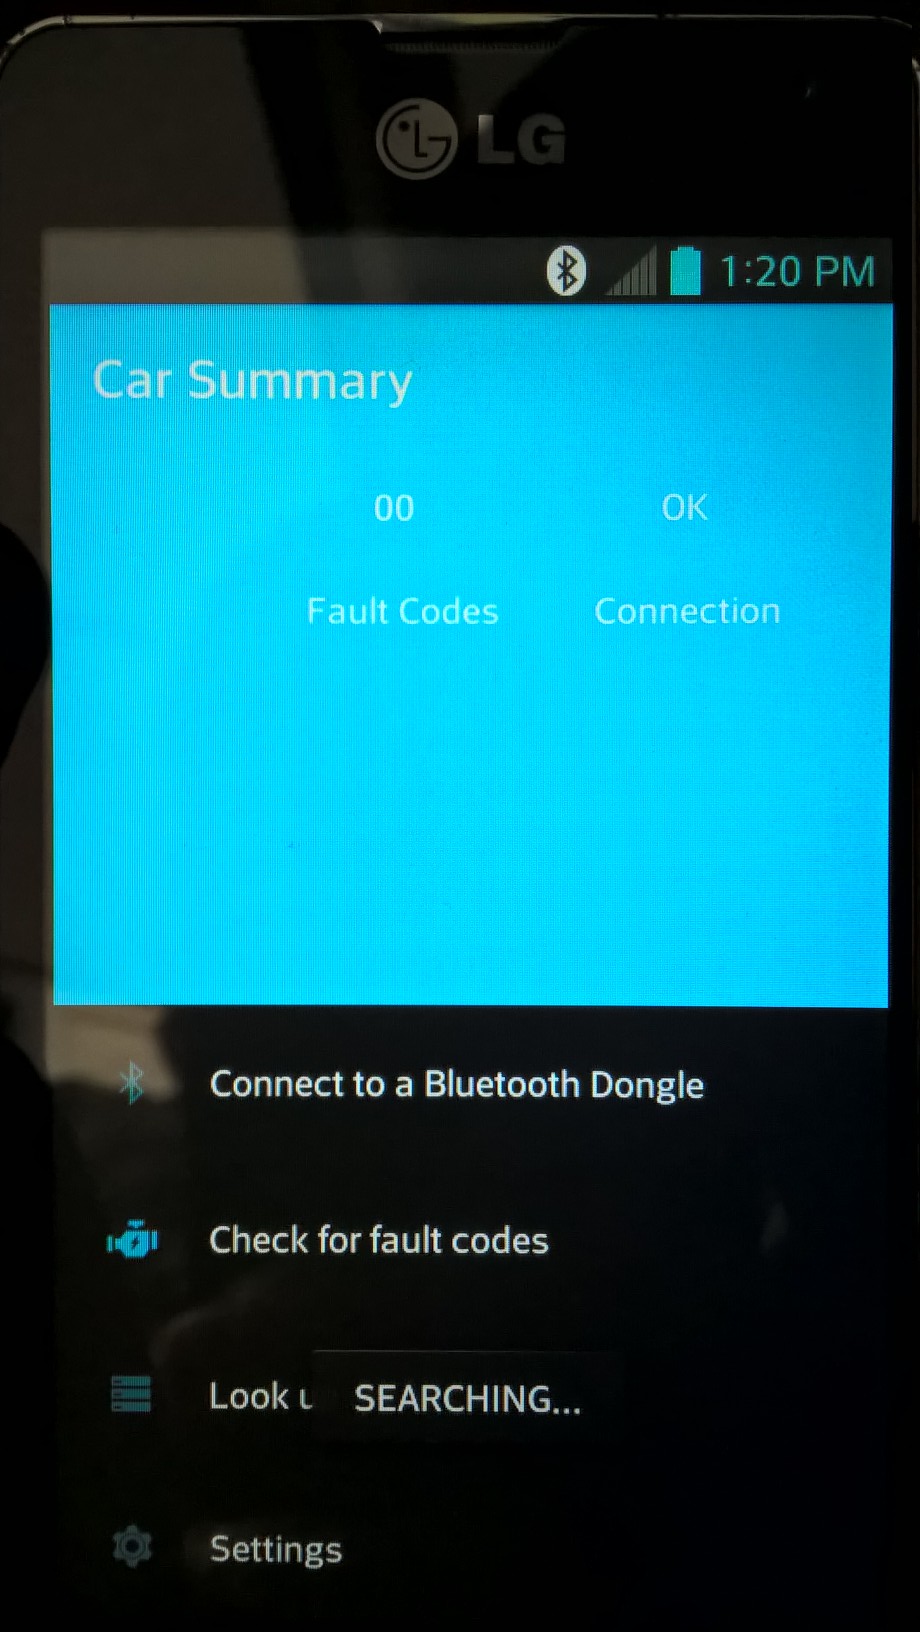 LG
1:20 PM
Car Summary
00 OK
Fault Codes Connection
Connect to a Bluetooth Dongle
Check for fault codes
Look
SEARCHING...
Settings